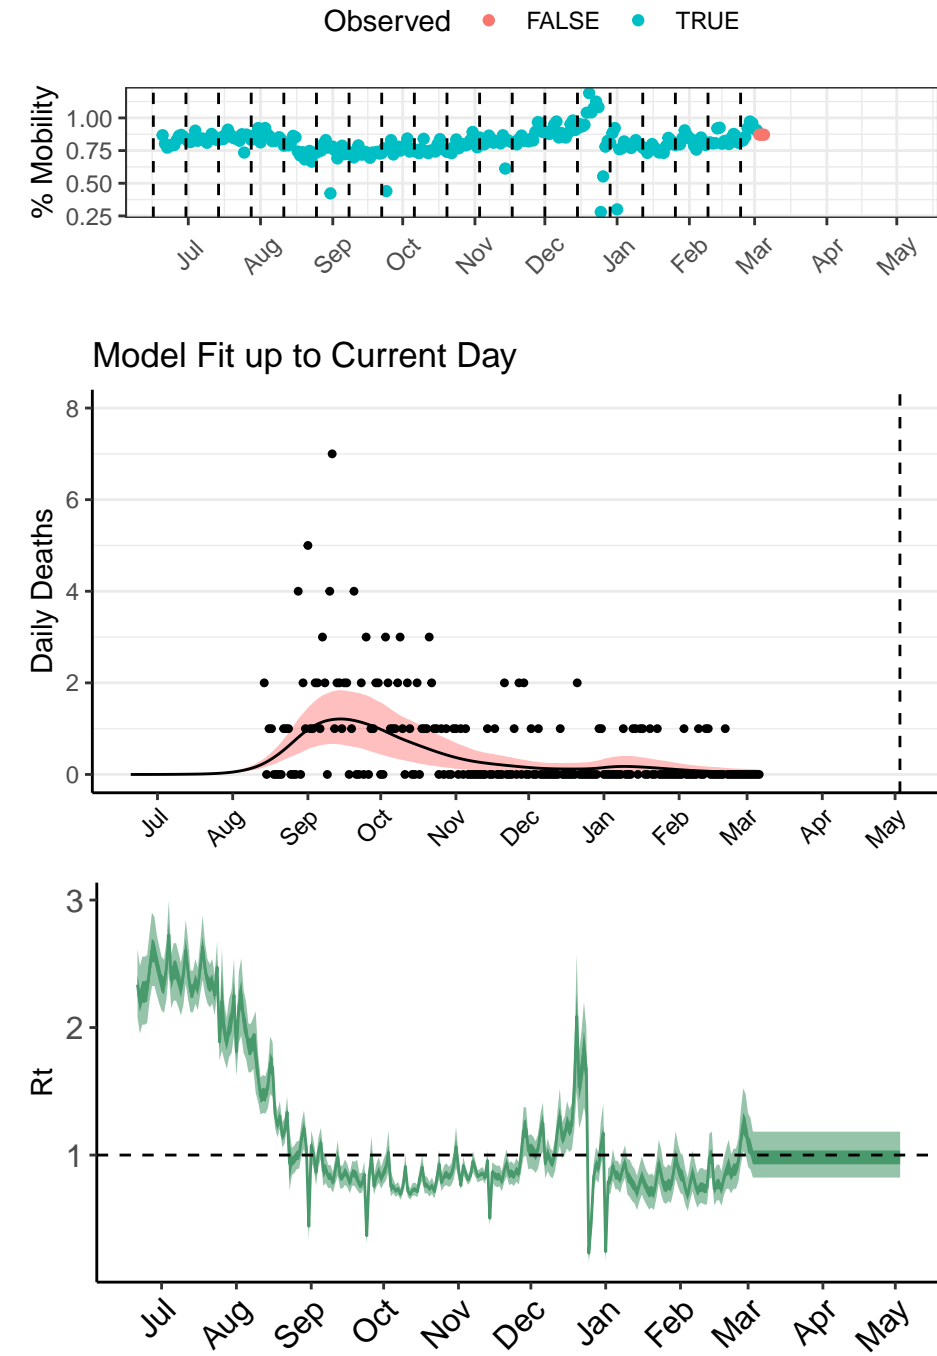 Observed FALSE TRUE
% Mobility
1.00
0.75
0.50
0.25
Jul Aug Sep Oct Nov Dec Jan Feb Mar Apr May
Model Fit up to Current Day
Daily Deaths
8
6
4
2
0
Jul Aug Sep Oct Nov Dec Jan Feb Mar Apr May
Rt
3
2
1
Jul Aug Sep Oct Nov Dec Jan Feb Mar Apr May